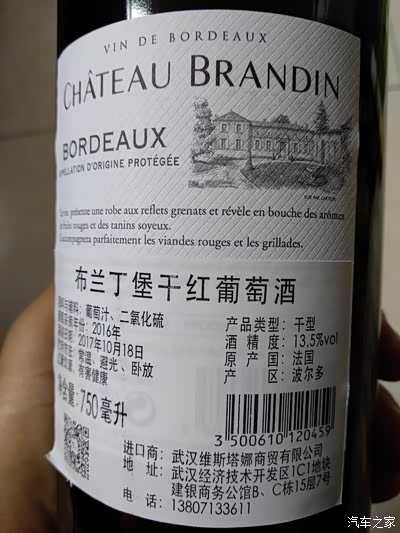 VIN DE BORDEAUX
CHÂTEAU BRANDIN
BORDEAUX
APPELLATION D'ORIGINE PROTÉGÉE
présente une robe aux reflets grenats et révèle en bouche des arômes
fruits rouges et des tanins soyeux.
accompagnera parfaitement les viandes rouges et les grillades.
布兰丁堡干红葡萄酒
料：葡萄汁、二氧化硫
年份：2016年
日期：2017年10月18日
常温、避光、卧放
有害健康
净含量：750毫升
产品类型：干型
酒精度：13.5%vol
原产国：法国
产区：波尔多
3 500610 120459
进口商：武汉维斯塔娜商贸有限公司
地址：武汉经济技术开发区1C1地块
建银商务公馆B、C栋15层7号
电话：13807133611
汽车之家